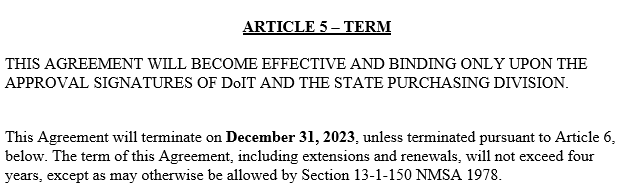 ARTICLE 5 – TERM
THIS AGREEMENT WILL BECOME EFFECTIVE AND BINDING ONLY UPON THE
APPROVAL SIGNATURES OF DoIT AND THE STATE PURCHASING DIVISION.
This Agreement will terminate on December 31, 2023, unless terminated pursuant to Article 6,
below. The term of this Agreement, including extensions and renewals, will not exceed four
years, except as may otherwise be allowed by Section 13-1-150 NMSA 1978.